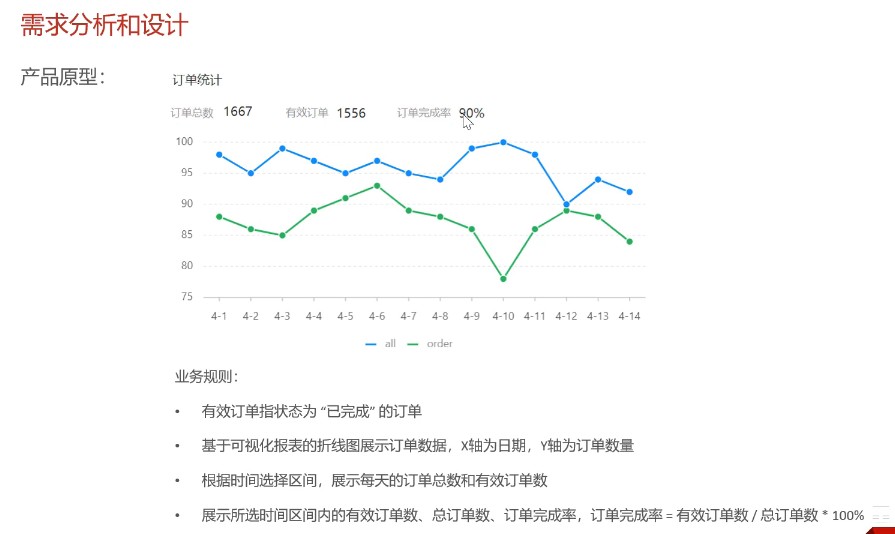 需求分析和设计
产品原型：
订单统计
订单总数 1667 有效订单 1556 订单完成率 90%
100
95
90
85
80
75
4-1 4-2 4-3 4-4 4-5 4-6 4-7 4-8 4-9 4-10 4-11 4-12 4-13 4-14
all order
业务规则：
• 有效订单指状态为 “已完成” 的订单
• 基于可视化报表的折线图展示订单数据，X轴为日期，Y轴为订单数量
• 根据时间选择区间，展示每天的订单总数和有效订单数
• 展示所选时间区间内的有效订单数、总订单数、订单完成率，订单完成率 = 有效订单数 / 总订单数 * 100%